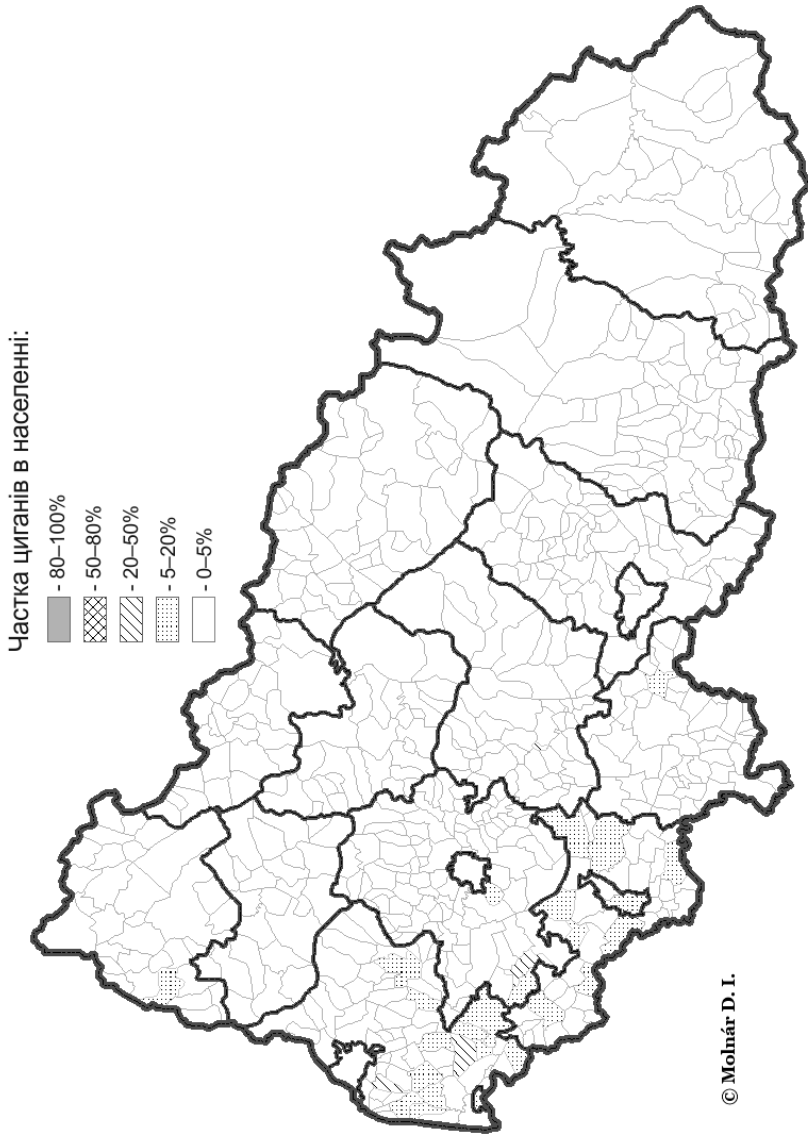 Частка циганів в населенні:
- 80–100%
- 50–80%
- 20–50%
- 5–20%
- 0–5%
© Molnár D. I.